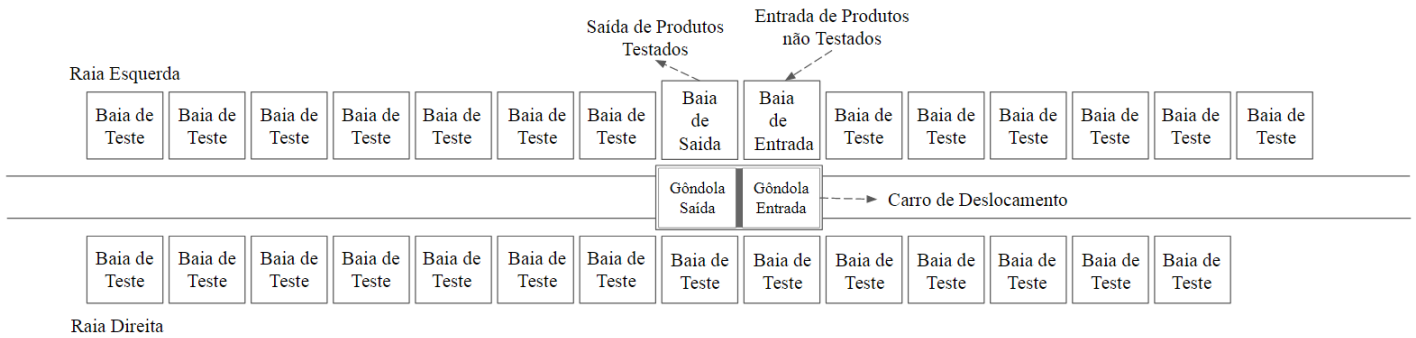 Saída de Produtos
Testados
Entrada de Produtos
não Testados
Raia Esquerda
Baia de
Teste
Baia de
Teste
Baia de
Teste
Baia de
Teste
Baia de
Teste
Baia de
Teste
Baia de
Teste
Baia
de
Saida
Baia
de
Entrada
Baia de
Teste
Baia de
Teste
Baia de
Teste
Baia de
Teste
Baia de
Teste
Baia de
Teste
Gôndola
Saída
Gôndola
Entrada
Carro de Deslocamento
Baia de
Teste
Baia de
Teste
Baia de
Teste
Baia de
Teste
Baia de
Teste
Baia de
Teste
Baia de
Teste
Baia de
Teste
Baia de
Teste
Baia de
Teste
Baia de
Teste
Baia de
Teste
Baia de
Teste
Baia de
Teste
Raia Direita